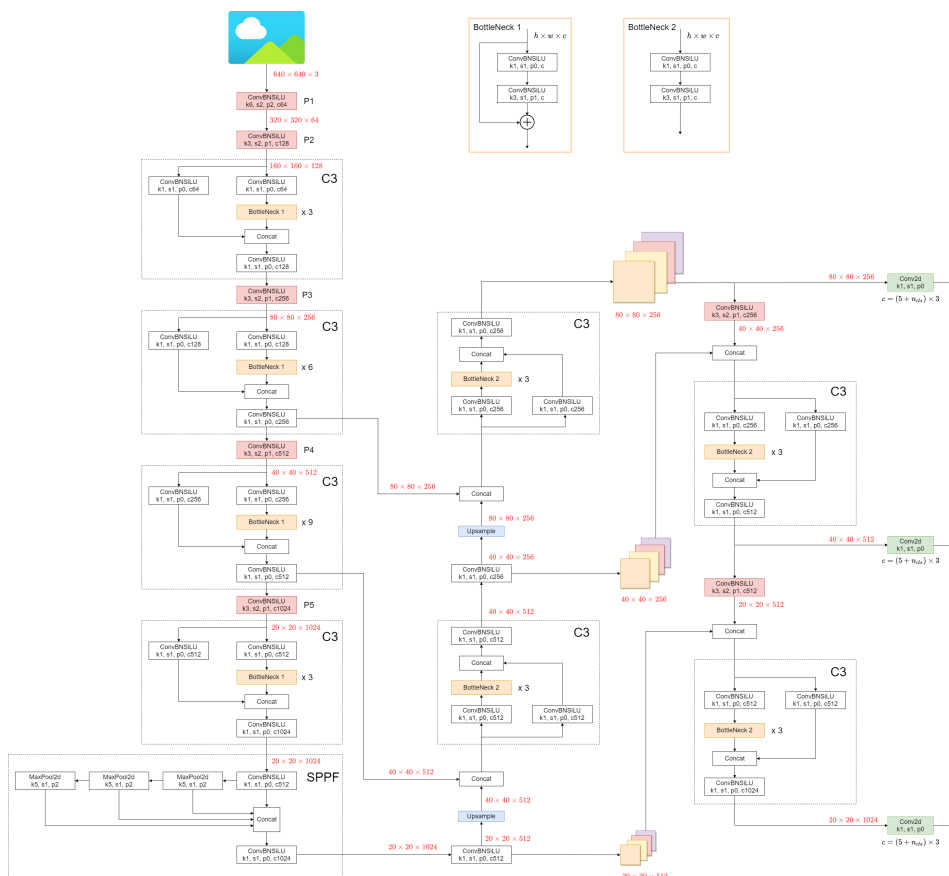 640 × 640 × 3
ConvBNSiLU
k6, s2, p2, c64
P1
320 × 320 × 64
ConvBNSiLU
k3, s2, p1, c128
P2
160 × 160 × 128
C3
ConvBNSiLU
k1, s1, p0, c64
ConvBNSiLU
k1, s1, p0, c64
BottleNeck 1
x 3
Concat
ConvBNSiLU
k1, s1, p0, c128
ConvBNSiLU
k3, s2, p1, c256
P3
80 × 80 × 256
C3
ConvBNSiLU
k1, s1, p0, c128
ConvBNSiLU
k1, s1, p0, c128
BottleNeck 1
x 6
Concat
ConvBNSiLU
k1, s1, p0, c256
ConvBNSiLU
k3, s2, p1, c512
P4
40 × 40 × 512
C3
ConvBNSiLU
k1, s1, p0, c256
ConvBNSiLU
k1, s1, p0, c256
BottleNeck 1
x 9
Concat
ConvBNSiLU
k1, s1, p0, c512
ConvBNSiLU
k3, s2, p1, c1024
P5
20 × 20 × 1024
C3
ConvBNSiLU
k1, s1, p0, c512
ConvBNSiLU
k1, s1, p0, c512
BottleNeck 1
x 3
Concat
ConvBNSiLU
k1, s1, p0, c1024
20 × 20 × 1024
SPPF
MaxPool2d
k5, s1, p2
MaxPool2d
k5, s1, p2
MaxPool2d
k5, s1, p2
ConvBNSiLU
k1, s1, p0, c512
Concat
ConvBNSiLU
k1, s1, p0, c1024
20 × 20 × 1024
BottleNeck 1
h × w × c
ConvBNSiLU
k1, s1, p0, c
ConvBNSiLU
k3, s1, p1, c
BottleNeck 2
h × w × c
ConvBNSiLU
k1, s1, p0, c
ConvBNSiLU
k3, s1, p1, c
C3
ConvBNSiLU
k1, s1, p0, c256
Concat
BottleNeck 2
x 3
ConvBNSiLU
k1, s1, p0, c256
ConvBNSiLU
k1, s1, p0, c256
80 × 80 × 256
Concat
80 × 80 × 256
Upsample
40 × 40 × 256
ConvBNSiLU
k1, s1, p0, c256
40 × 40 × 512
C3
ConvBNSiLU
k1, s1, p0, c512
Concat
BottleNeck 2
x 3
ConvBNSiLU
k1, s1, p0, c512
ConvBNSiLU
k1, s1, p0, c512
40 × 40 × 512
Concat
40 × 40 × 512
Upsample
20 × 20 × 512
ConvBNSiLU
k1, s1, p0, c512
80 × 80 × 256
40 × 40 × 256
20 × 20 × 512
80 × 80 × 256
Conv2d
k1, s1, p0
c = (5 + n_cls) × 3
ConvBNSiLU
k3, s2, p1, c256
40 × 40 × 256
Concat
C3
ConvBNSiLU
k1, s1, p0, c256
ConvBNSiLU
k1, s1, p0, c256
BottleNeck 2
x 3
Concat
ConvBNSiLU
k1, s1, p0, c512
40 × 40 × 512
Conv2d
k1, s1, p0
c = (5 + n_cls) × 3
ConvBNSiLU
k3, s2, p1, c512
20 × 20 × 512
Concat
C3
ConvBNSiLU
k1, s1, p0, c512
ConvBNSiLU
k1, s1, p0, c512
BottleNeck 2
x 3
Concat
ConvBNSiLU
k1, s1, p0, c1024
20 × 20 × 1024
Conv2d
k1, s1, p0
c = (5 + n_cls) × 3